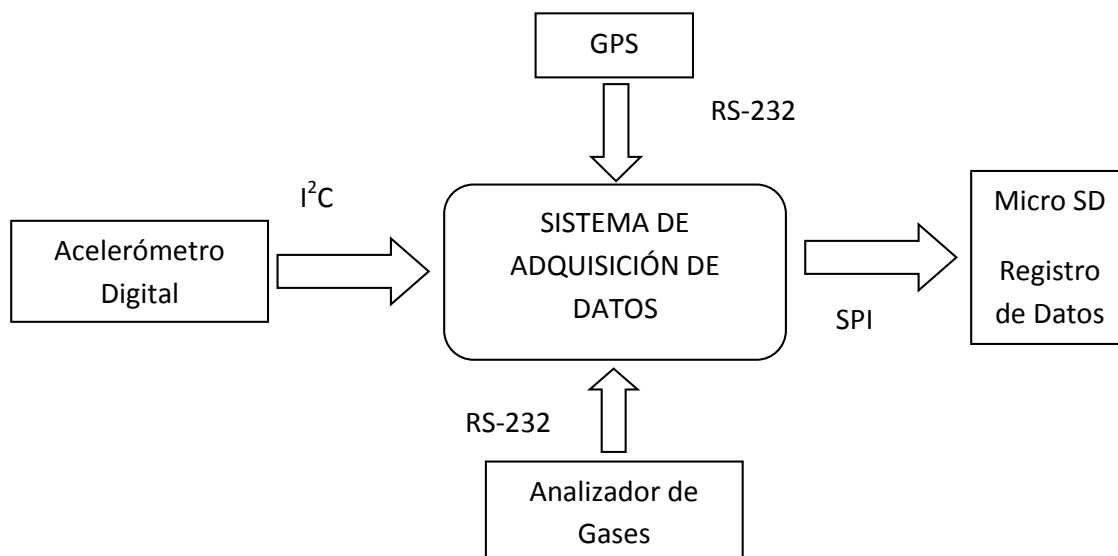 GPS
RS-232
I²C
Acelerómetro
Digital
SISTEMA DE
ADQUISICIÓN DE
DATOS
SPI
Micro SD
Registro
de Datos
RS-232
Analizador de
Gases